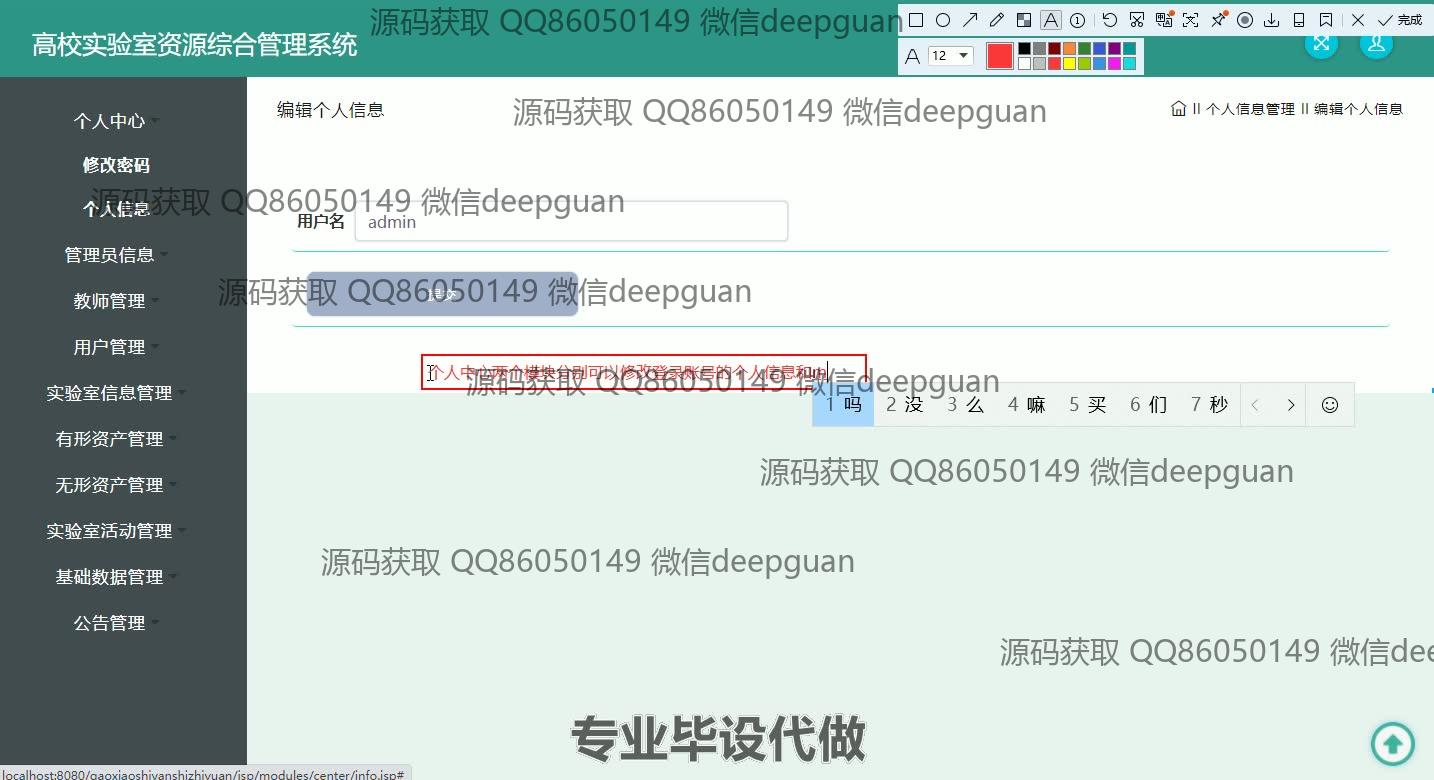 源码获取 QQ86050149 微信deepguan
完成
高校实验室资源综合管理系统
A 12
编辑个人信息
源码获取 QQ86050149 微信deepguan
II 个人信息管理 II 编辑个人信息
个人中心
修改密码
源码获取 QQ86050149 微信deepguan
个人信息
用户名 admin
管理员信息
源码获取 QQ86050149 微信deepguan
提交
教师管理
用户管理
个人中心两个模块分别可以修改登录账号的个人信息和m
源码获取 QQ86050149 微信deepguan
实验室信息管理
1 吗 2 没 3 么 4 嘛 5 买 6 们 7 秒
有形资产管理
源码获取 QQ86050149 微信deepguan
无形资产管理
实验室活动管理
源码获取 QQ86050149 微信deepguan
基础数据管理
公告管理
源码获取 QQ86050149 微信dee
专业毕设代做
localhost:8080/gaoxiaoshiyanshizhiyuan/jsp/modules/center/info.jsp#